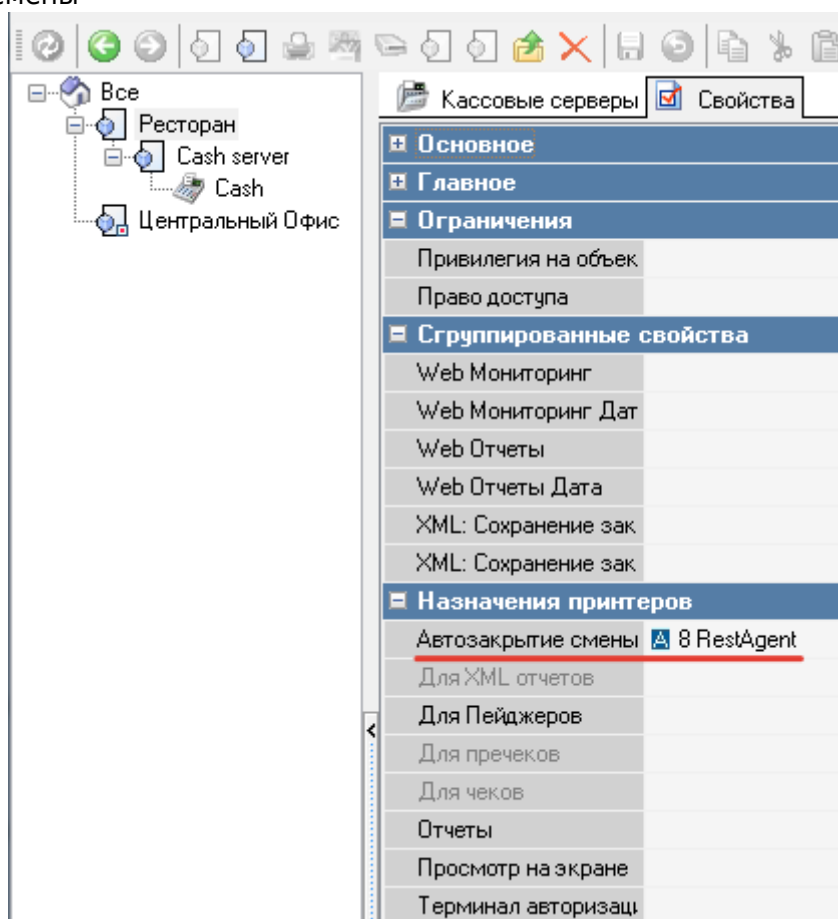 Все
Ресторан
Cash server
Cash
Центральный Офис
Кассовые серверы
Свойства
Основное
Главное
Ограничения
Привилегия на объек
Право доступа
Сгруппированные свойства
Web Мониторинг
Web Мониторинг Дат
Web Отчеты
Web Отчеты Дата
XML: Сохранение зак
XML: Сохранение зак
Назначения принтеров
Автозакрытие смены A 8 RestAgent
Для XML отчетов
Для Пейджеров
Для пречеков
Для чеков
Отчеты
Просмотр на экране
Терминал авторизаци